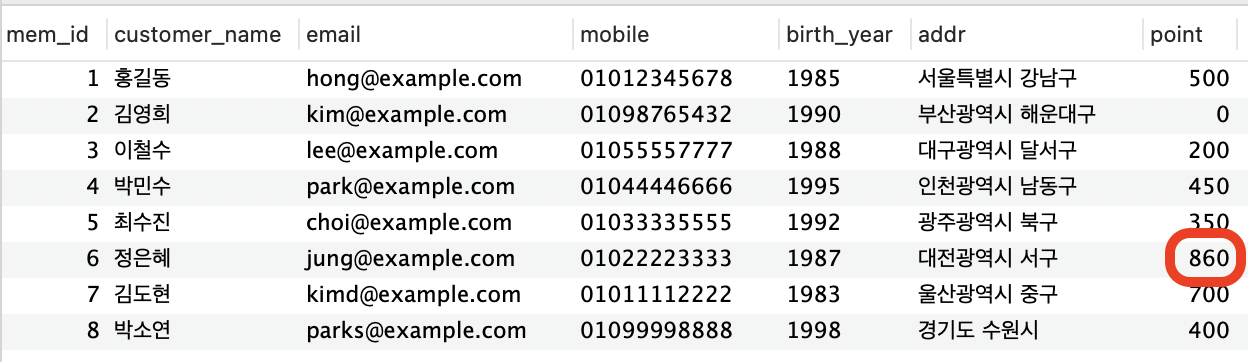 mem_id customer_name email mobile birth_year addr point
1 홍길동 hong@example.com 01012345678 1985 서울특별시 강남구 500
2 김영희 kim@example.com 01098765432 1990 부산광역시 해운대구 0
3 이철수 lee@example.com 01055557777 1988 대구광역시 달서구 200
4 박민수 park@example.com 01044446666 1995 인천광역시 남동구 450
5 최수진 choi@example.com 01033335555 1992 광주광역시 북구 350
6 정은혜 jung@example.com 01022223333 1987 대전광역시 서구 860
7 김도현 kimd@example.com 01011112222 1983 울산광역시 중구 700
8 박소연 parks@example.com 01099998888 1998 경기도 수원시 400